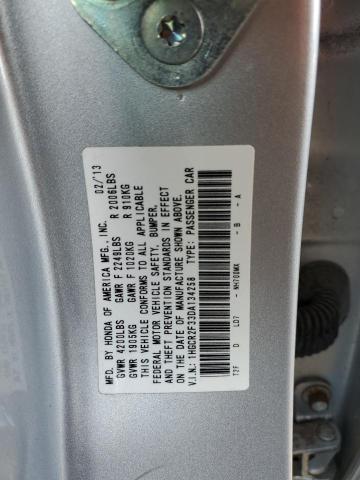 MFD. BY HONDA OF AMERICA MFG., INC. 02/'13
GVWR 4200LBS GAWR F 2249LBS R 2006LBS
GVWR 1905KG GAWR F 1020KG R 910KG
THIS VEHICLE CONFORMS TO ALL APPLICABLE
FEDERAL MOTOR VEHICLE SAFETY, BUMPER,
AND THEFT PREVENTION STANDARDS IN EFFECT
ON THE DATE OF MANUFACTURE SHOWN ABOVE.
V.I.N.: 1HGCR2F33DA134258 TYPE: PASSENGER CAR
T2F D LD7 - NH700MX - B - A